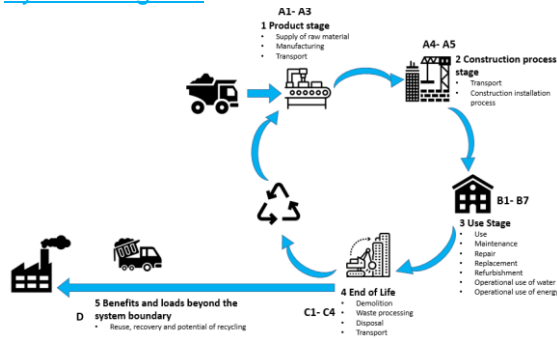 A1- A3
1 Product stage
• Supply of raw material
• Manufacturing
• Transport
A4- A5
2 Construction process
stage
• Transport
• Construction installation
process
B1- B7
3 Use Stage
• Use
• Maintenance
• Repair
• Replacement
• Refurbishment
• Operational use of water
• Operational use of energy
4 End of Life
C1- C4
• Demolition
• Waste processing
• Disposal
• Transport
5 Benefits and loads beyond the
system boundary
D
• Reuse, recovery and potential of recycling